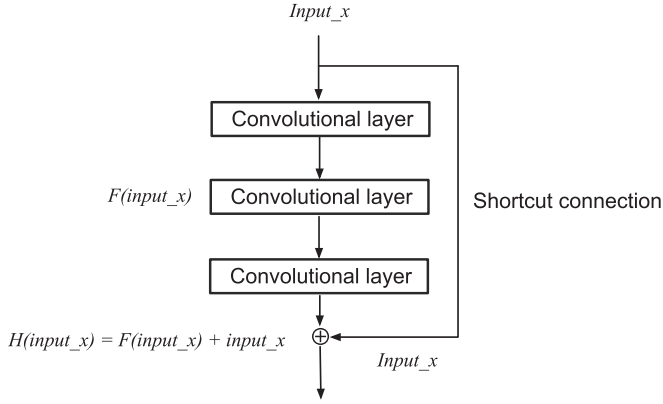 Input_x
Convolutional layer
F(input_x)
Convolutional layer
Shortcut connection
Convolutional layer
H(input_x) = F(input_x) + input_x
Input_x